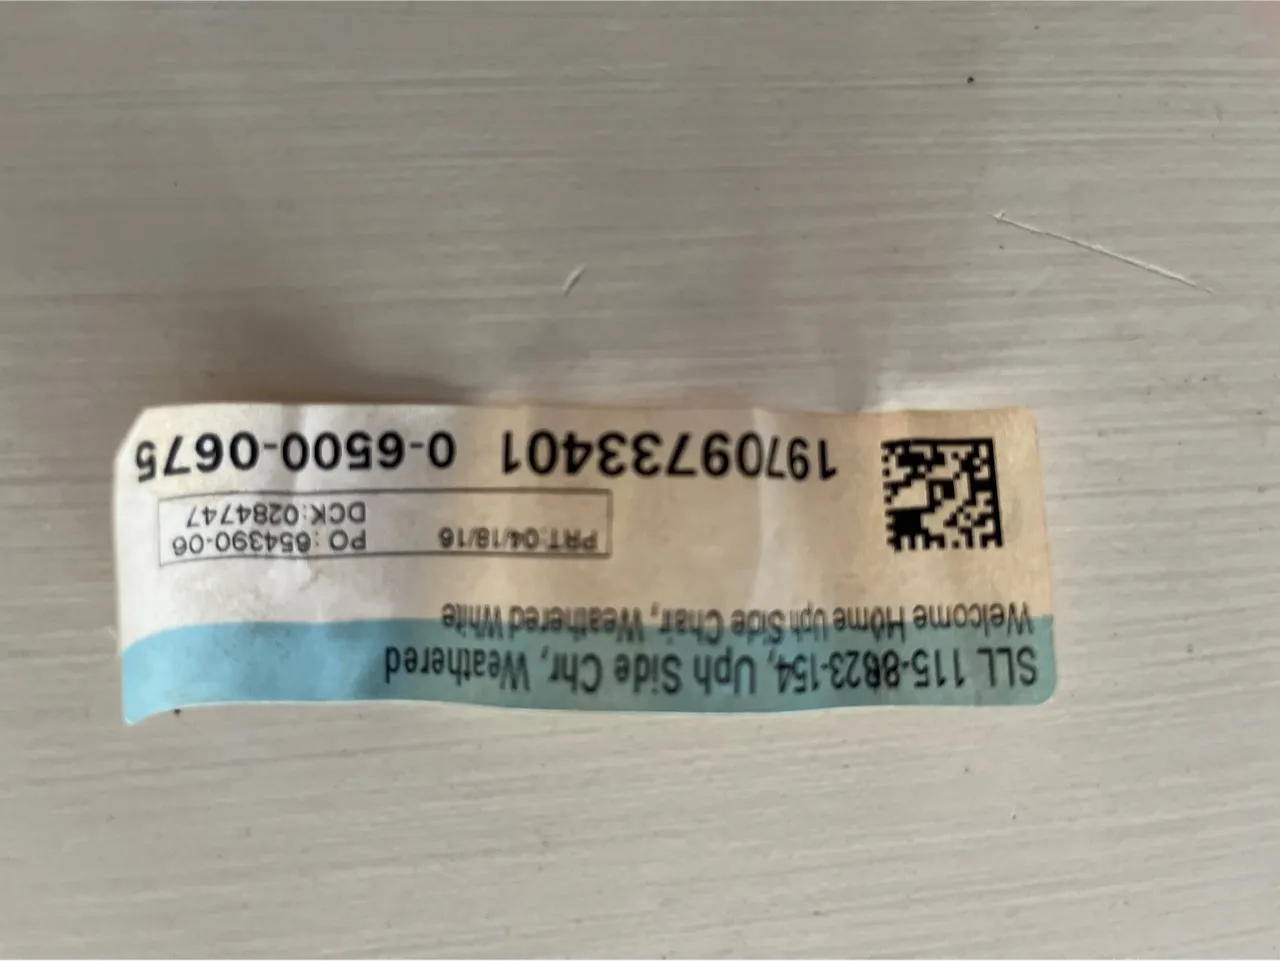 SLL 115-8823-154, Uph Side Chr, Weathered
Welcome Home Uph Side Chair, Weathered White
PRT:04/18/16 PO:654390-06
DCK:0284747
19709733401 0-6500-0675